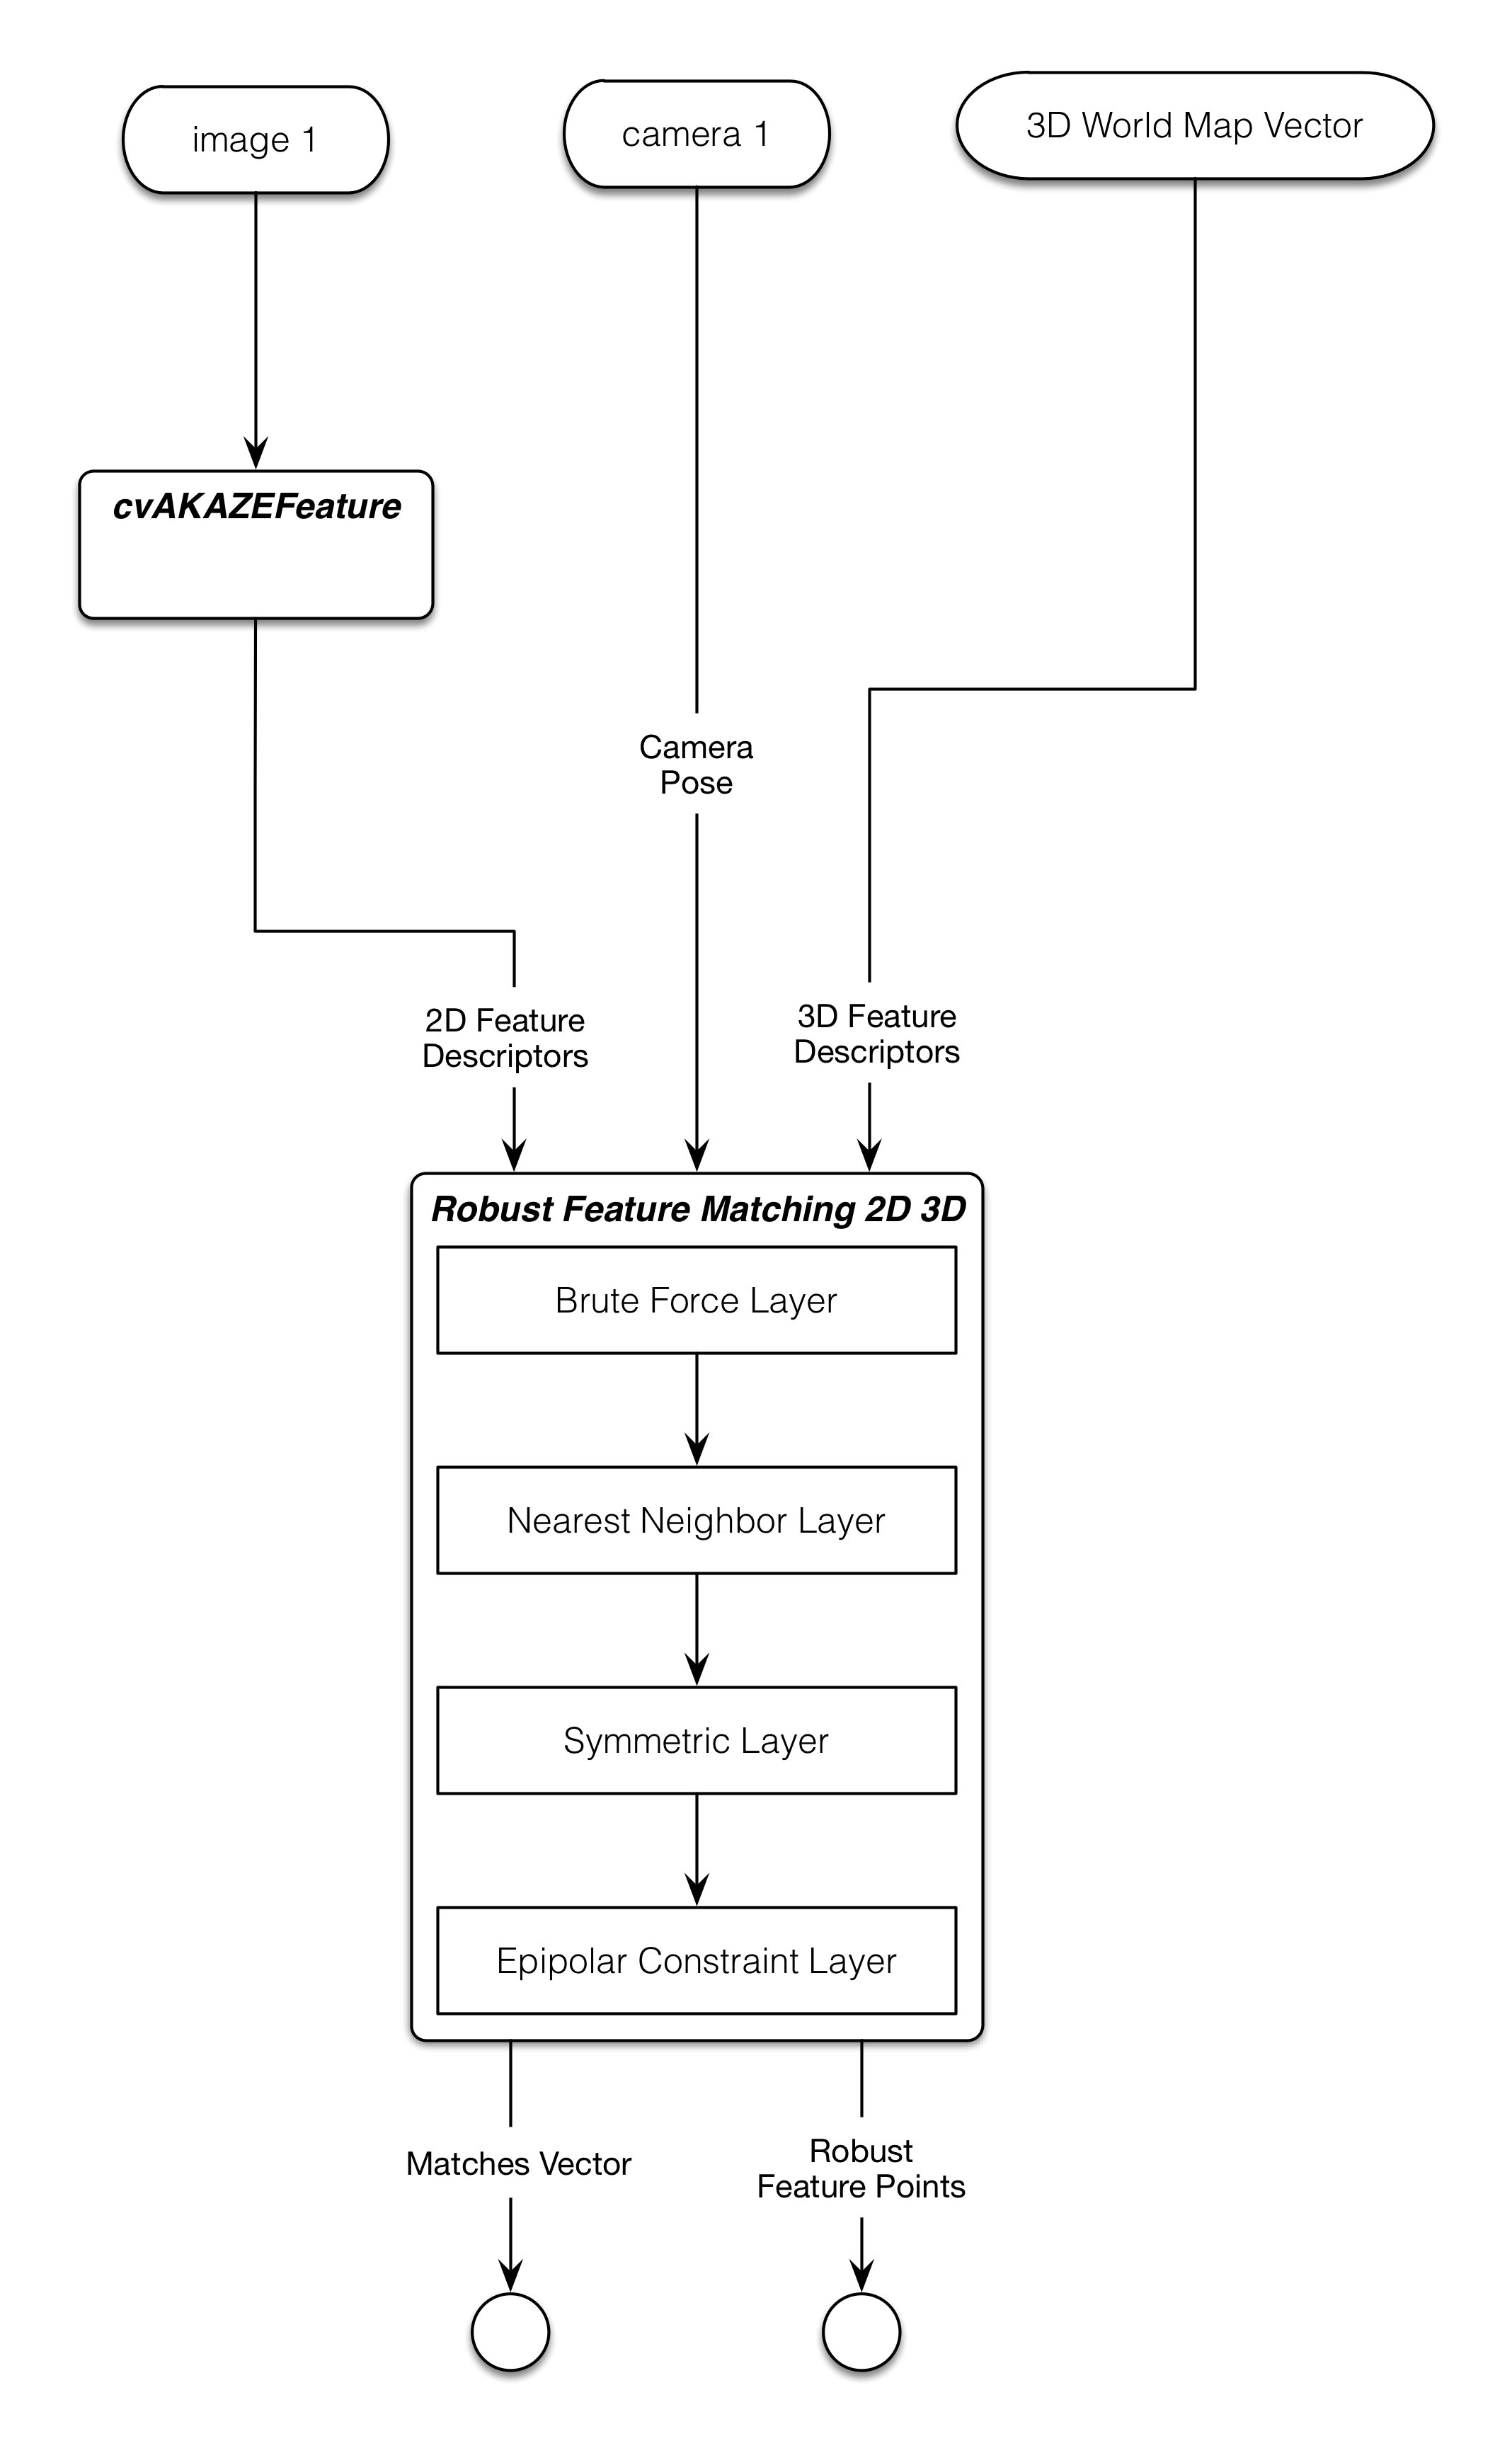 image 1
camera 1
3D World Map Vector
cvAKAZEFeature
Camera
Pose
2D Feature
Descriptors
3D Feature
Descriptors
Robust Feature Matching 2D 3D
Brute Force Layer
Nearest Neighbor Layer
Symmetric Layer
Epipolar Constraint Layer
Matches Vector
Robust
Feature Points